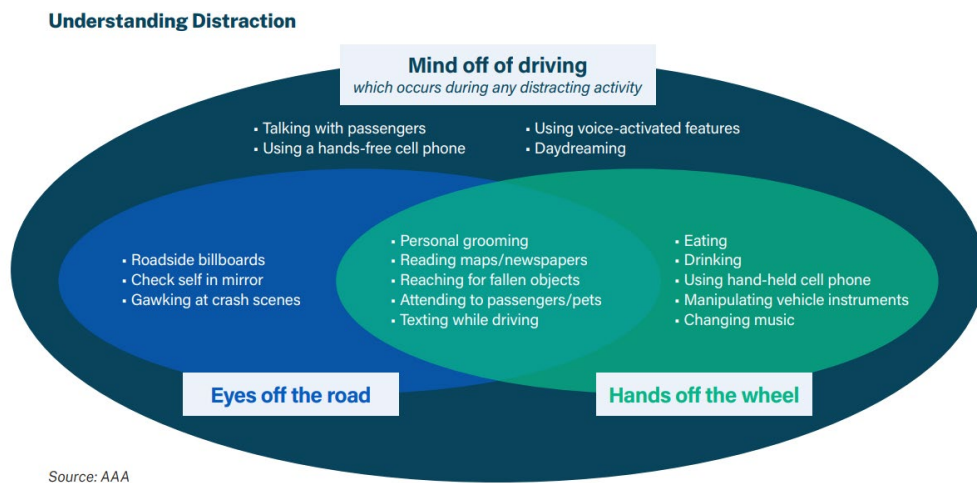 Understanding Distraction
Mind off of driving
which occurs during any distracting activity
▪ Talking with passengers
▪ Using a hands-free cell phone
▪ Using voice-activated features
▪ Daydreaming
▪ Roadside billboards
▪ Check self in mirror
▪ Gawking at crash scenes
▪ Personal grooming
▪ Reading maps/newspapers
▪ Reaching for fallen objects
▪ Attending to passengers/pets
▪ Texting while driving
▪ Eating
▪ Drinking
▪ Using hand-held cell phone
▪ Manipulating vehicle instruments
▪ Changing music
Eyes off the road
Hands off the wheel
Source: AAA